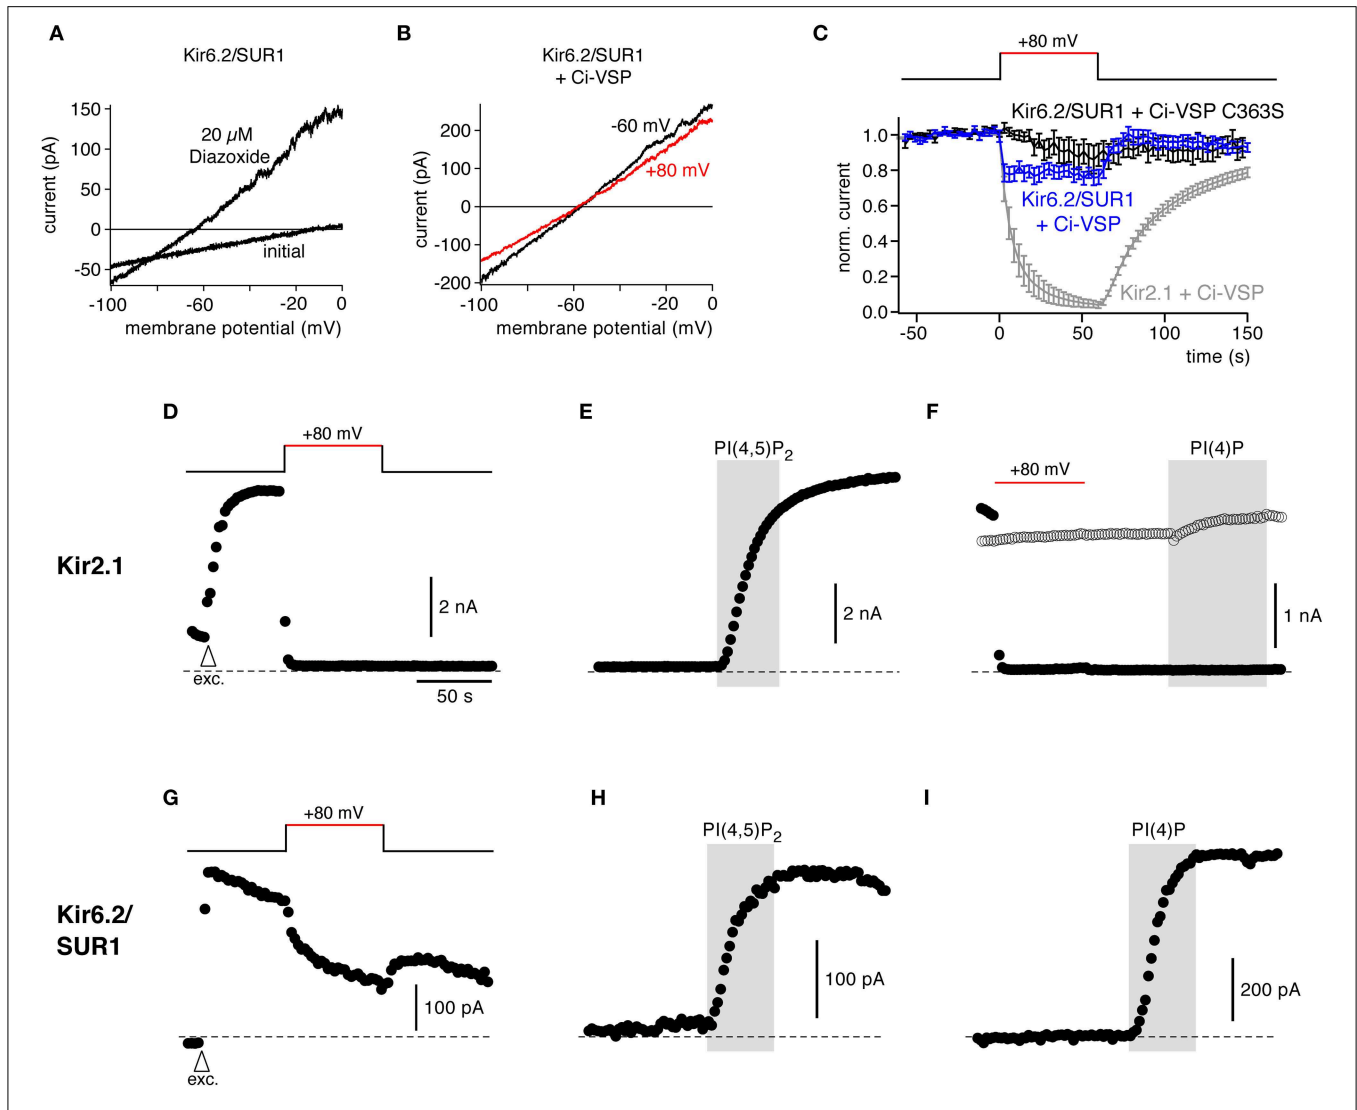 A
Kir6.2/SUR1
current (pA)
150
100
50
0
-50
20 µM
Diazoxide
initial
-100
-60
-20
0
membrane potential (mV)
B
Kir6.2/SUR1
+ Ci-VSP
current (pA)
200
100
0
-100
-200
-60 mV
+80 mV
-100
-60
-20
0
membrane potential (mV)
C
+80 mV
Kir6.2/SUR1 + Ci-VSP C363S
norm. current
1.0
0.8
0.6
0.4
0.2
0.0
Kir6.2/SUR1
+ Ci-VSP
Kir2.1 + Ci-VSP
-50
0
50
100
150
time (s)
Kir2.1
D
+80 mV
2 nA
exc.
50 s
E
PI(4,5)P2
2 nA
F
+80 mV
PI(4)P
1 nA
Kir6.2/
SUR1
G
+80 mV
100 pA
exc.
H
PI(4,5)P2
100 pA
I
PI(4)P
200 pA